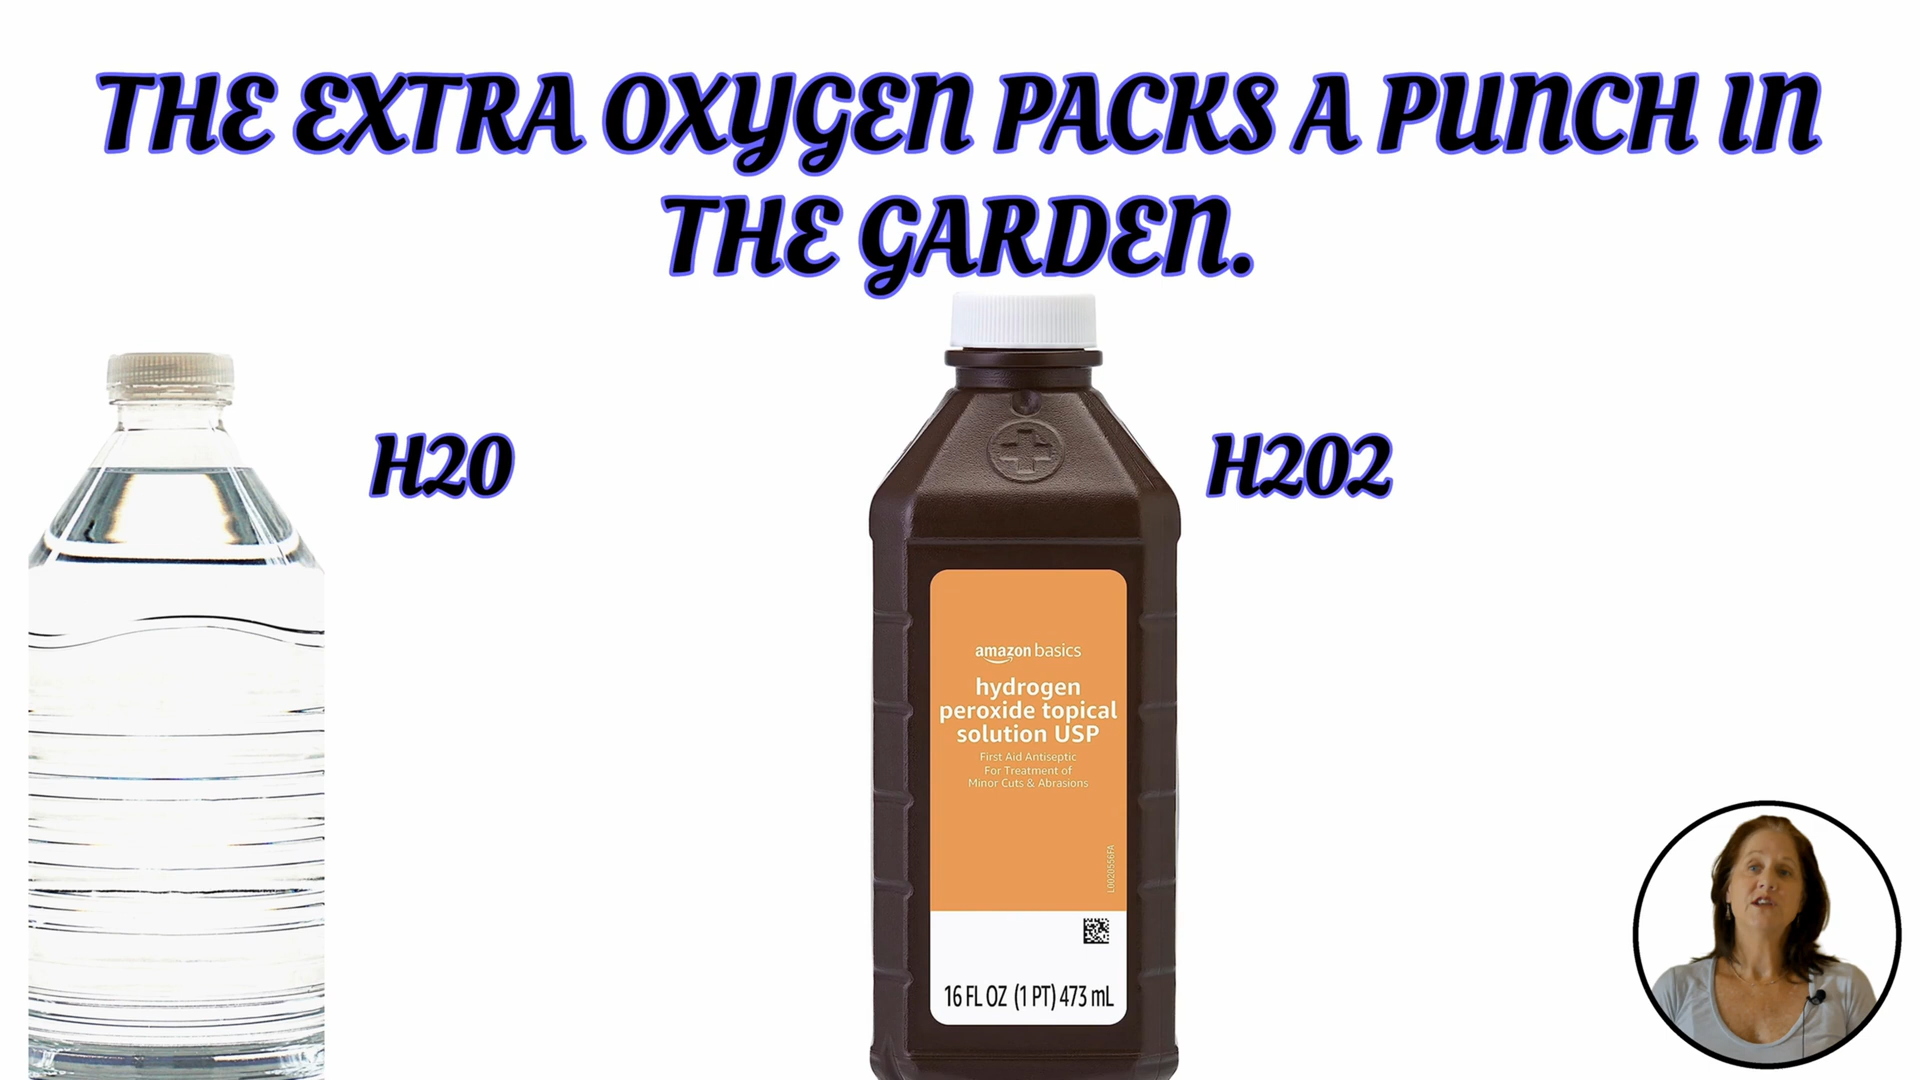 THE EXTRA OXYGEN PACKS A PUNCH IN
THE GARDEN.
H20
H202
amazon basics
hydrogen
peroxide topical
solution USP
First Aid Antiseptic
For Treatment of
Minor Cuts & Abrasions
L0020556FA
16 FL OZ (1 PT) 473 mL